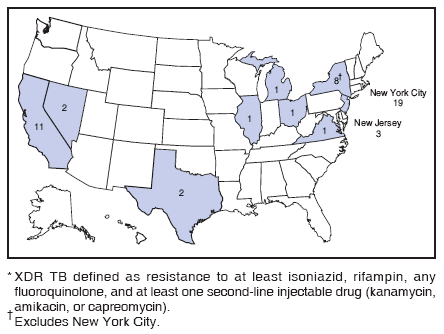 8†
1
New York City
19
2
1
1
New Jersey
3
11
1
2
* XDR TB defined as resistance to at least isoniazid, rifampin, any
fluoroquinolone, and at least one second-line injectable drug (kanamycin,
amikacin, or capreomycin).
† Excludes New York City.